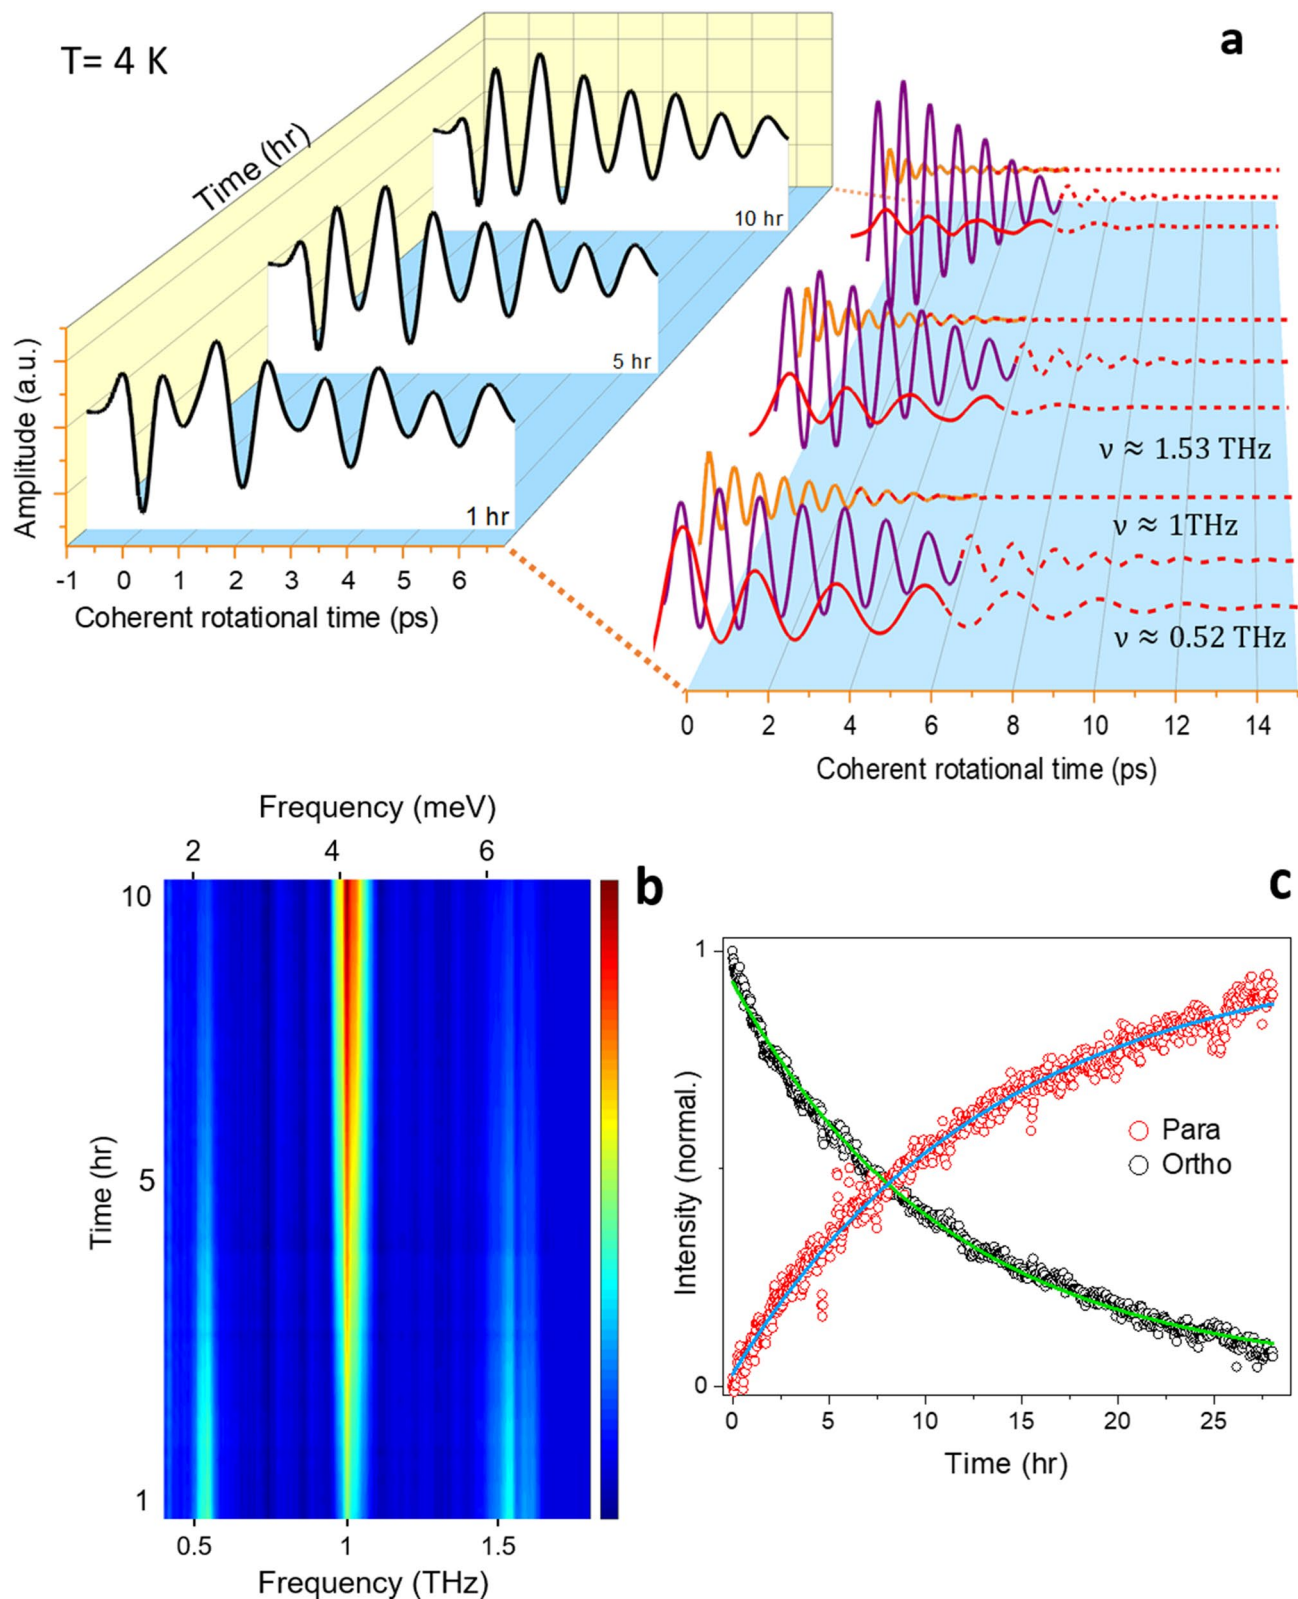 T= 4 K
a
Time (hr)
10 hr
5 hr
1 hr
Amplitude (a.u.)
-1 0 1 2 3 4 5 6
Coherent rotational time (ps)
ν ≈ 1.53 THz
ν ≈ 1THz
ν ≈ 0.52 THz
0 2 4 6 8 10 12 14
Coherent rotational time (ps)
Frequency (meV)
2 4 6
b
10
5
1
Time (hr)
0.5 1 1.5
Frequency (THz)
c
1
0
Intensity (normal.)
Para
Ortho
0 5 10 15 20 25
Time (hr)